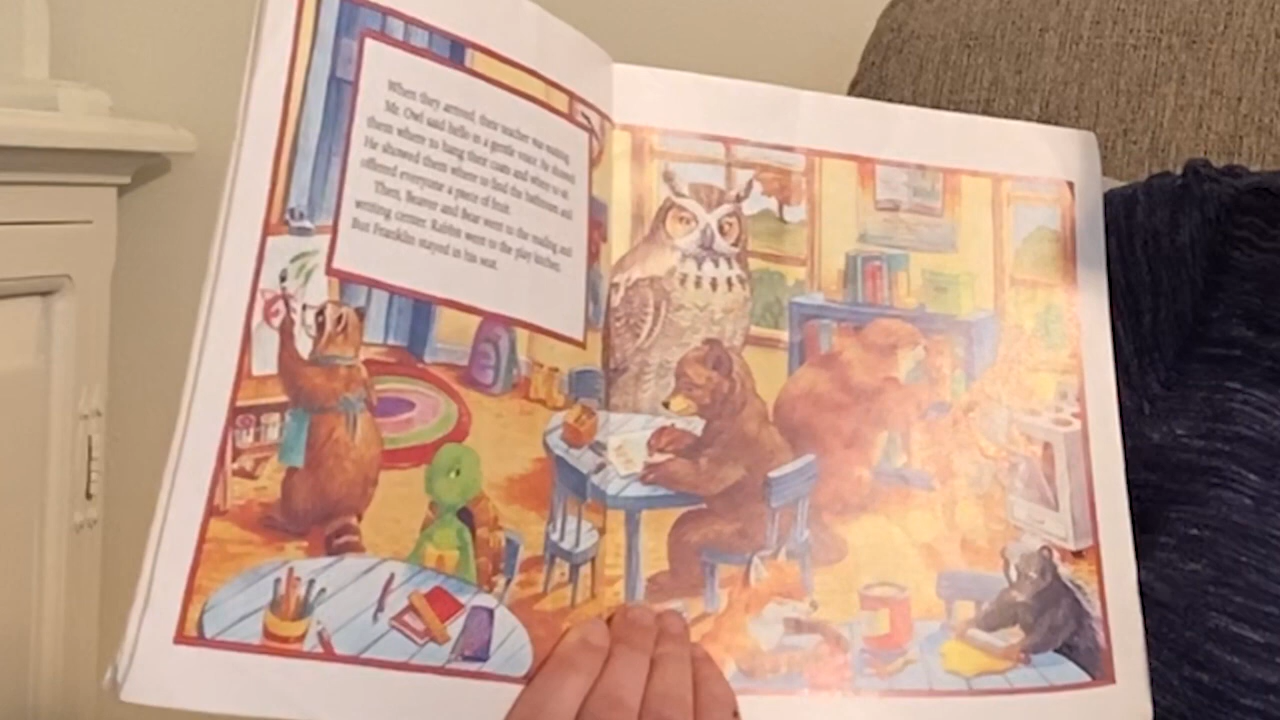 When they arrived, their teacher was waiting.
Mr. Owl said hello in a gentle voice. He showed
them where to hang their coats and where to sit.
He showed them where to find the bathroom and
offered everyone a piece of fruit.
Then, Beaver and Bear went to the reading and
writing center. Rabbit went to the play kitchen.
But Franklin stayed in his seat.